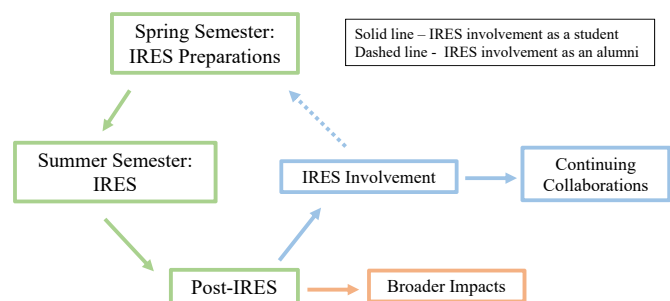 Spring Semester:
IRES Preparations
Solid line – IRES involvement as a student
Dashed line - IRES involvement as an alumni
Summer Semester:
IRES
IRES Involvement
Continuing
Collaborations
Post-IRES
Broader Impacts